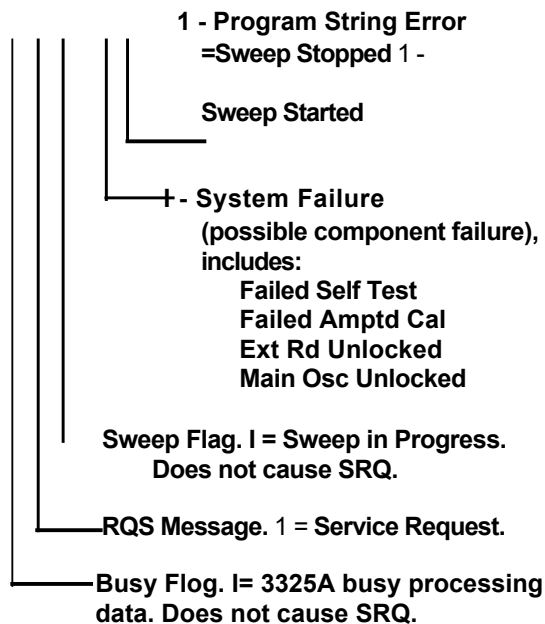 1 - Program String Error
=Sweep Stopped 1 -
Sweep Started
- System Failure
(possible component failure),
includes:
Failed Self Test
Failed Amptd Cal
Ext Rd Unlocked
Main Osc Unlocked
Sweep Flag. I = Sweep in Progress.
Does not cause SRQ.
RQS Message. 1 = Service Request.
Busy Flog. I= 3325A busy processing
data. Does not cause SRQ.